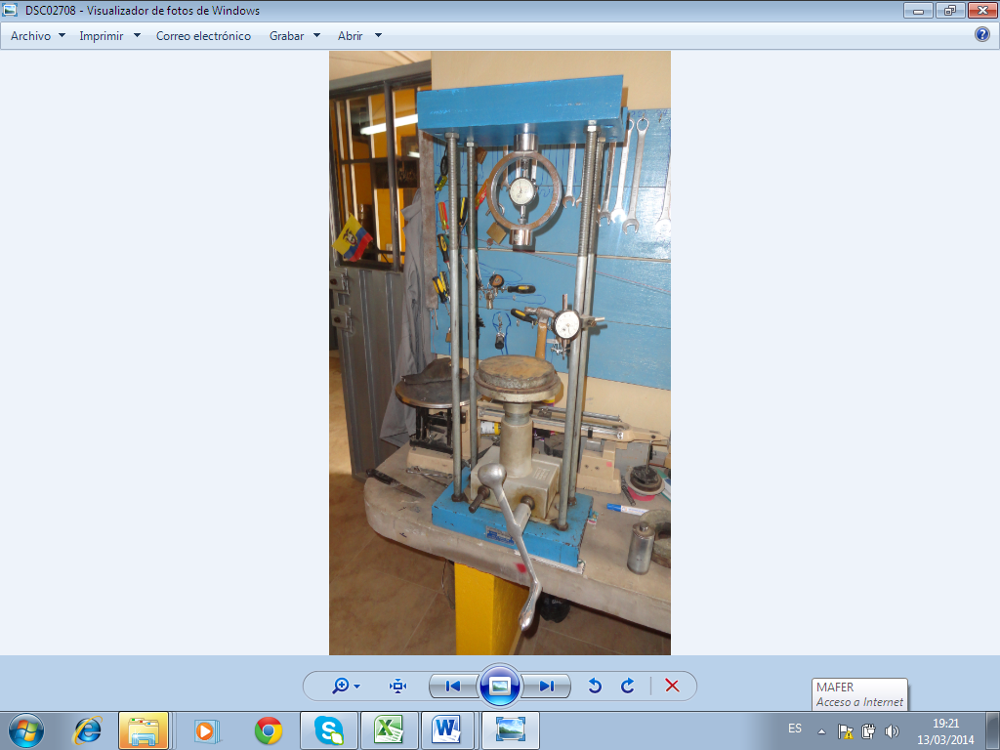 DSC02708 - Visualizador de fotos de Windows
Archivo Imprimir Correo electrónico Grabar Abrir
MAFER
Acceso a Internet
ES
19:21
13/03/2014